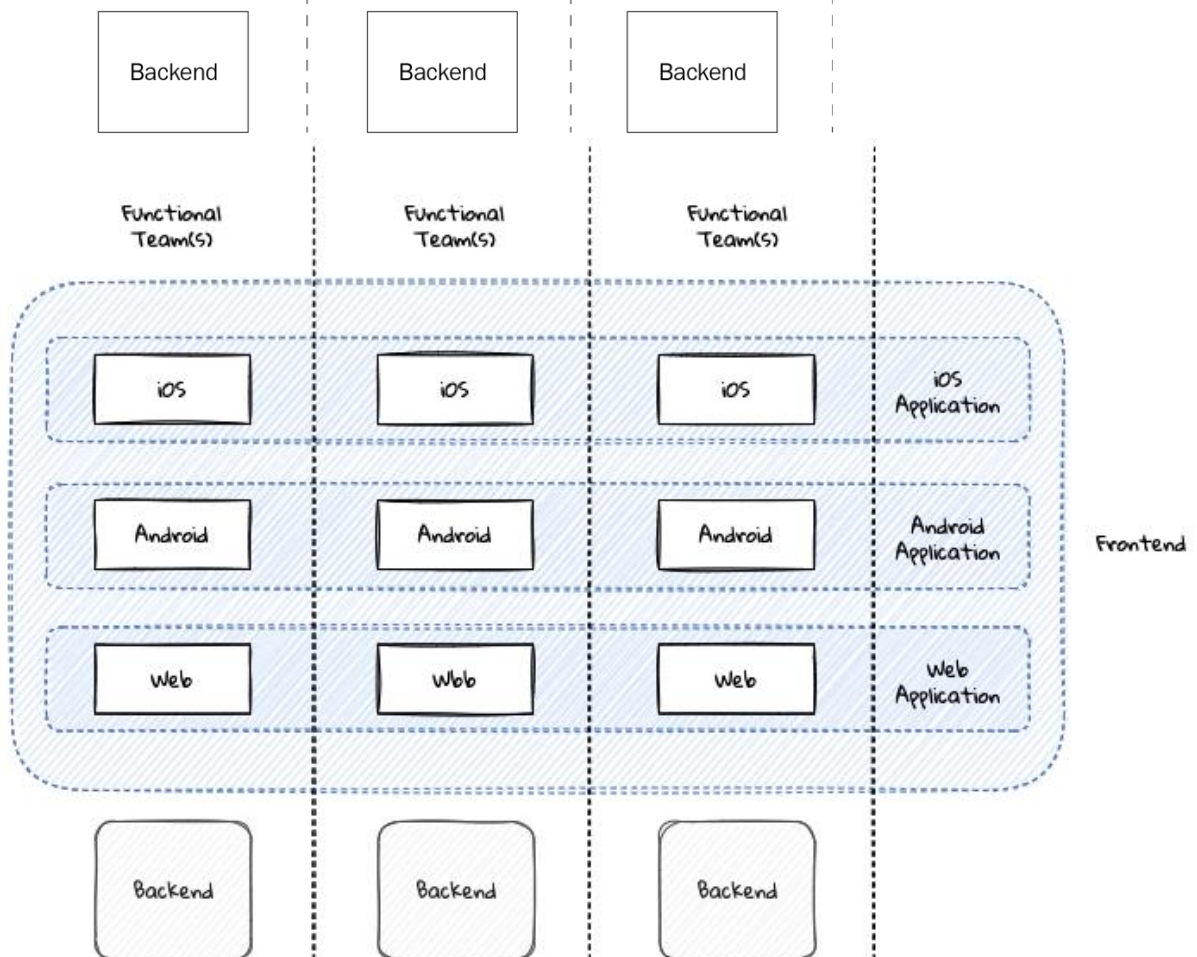 Backend
Backend
Backend
Functional
Team(s)
Functional
Team(s)
Functional
Team(s)
iOS
iOS
iOS
iOS
Application
Android
Android
Android
Android
Application
Frontend
Web
Wbb
Web
Web
Application
Backend
Backend
Backend